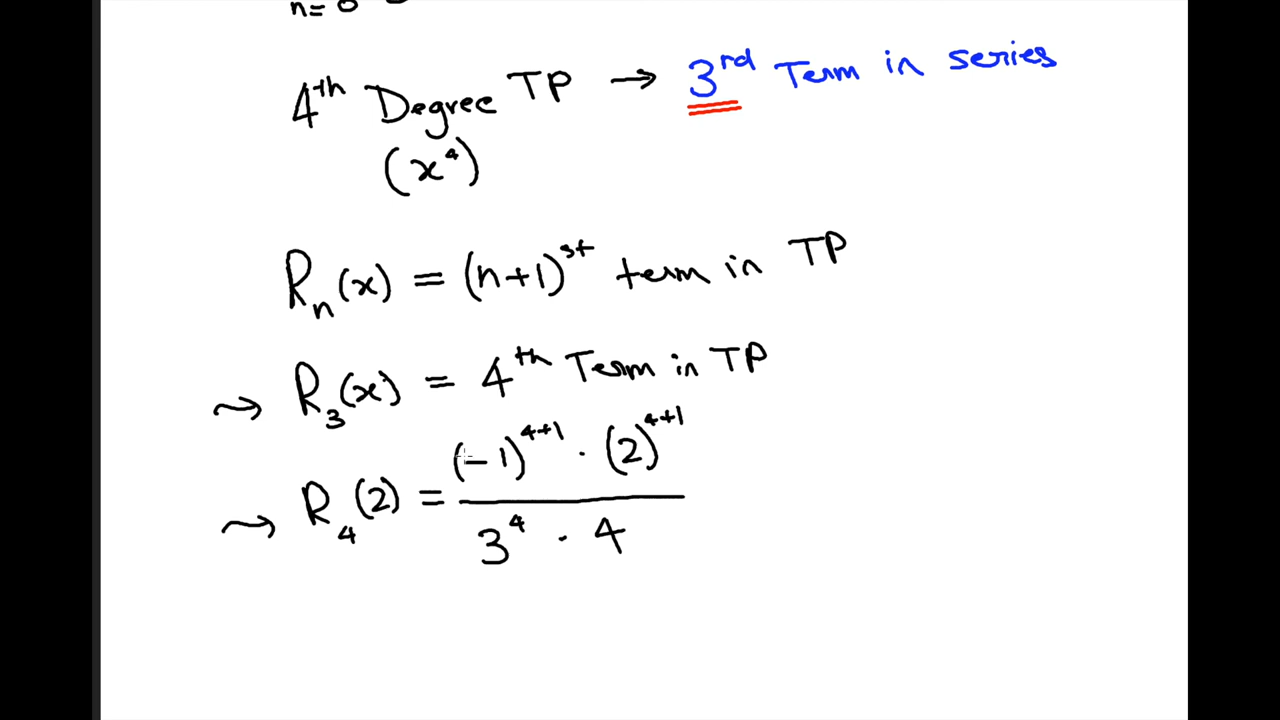 n=0
4th Degree TP → 3rd Term in series
(x⁴)
Rₙ(x) = (n+1)st term in TP
⇝ R₃(x) = 4th Term in TP
⇝ R₄(2) = (-1)⁴⁺¹ · (2)⁴⁺¹ / 3⁴ · 4